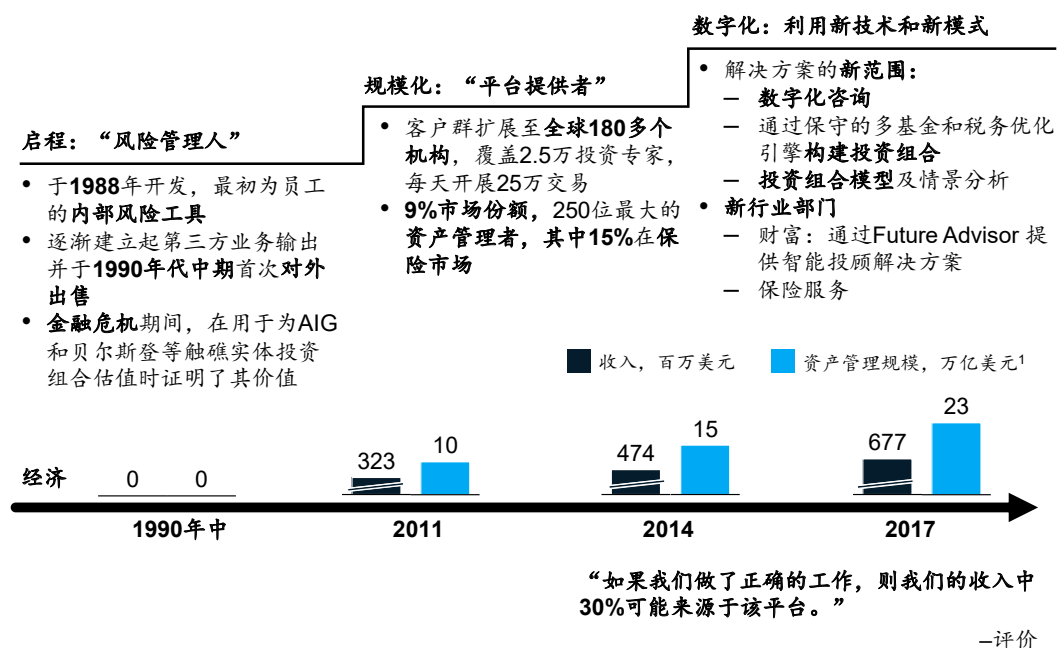 启程：“风险管理人”
• 于1988年开发，最初为员工
的内部风险工具
• 逐渐建立起第三方业务输出
并于1990年代中期首次对外
出售
• 金融危机期间，在用于为AIG
和贝尔斯登等触礁实体投资
组合估值时证明了其价值
规模化：“平台提供者”
• 客户群扩展至全球180多个
机构，覆盖2.5万投资专家，
每天开展25万交易
• 9%市场份额，250位最大的
资产管理者，其中15%在保
险市场
数字化：利用新技术和新模式
• 解决方案的新范围：
– 数字化咨询
– 通过保守的多基金和税务优化
引擎构建投资组合
– 投资组合模型及情景分析
• 新行业部门
– 财富：通过Future Advisor 提
供智能投顾解决方案
– 保险服务
收入，百万美元 资产管理规模，万亿美元¹
经济
0 0
323 10
474 15
677 23
1990年中 2011 2014 2017
“如果我们做了正确的工作，则我们的收入中
30%可能来源于该平台。”
–评价